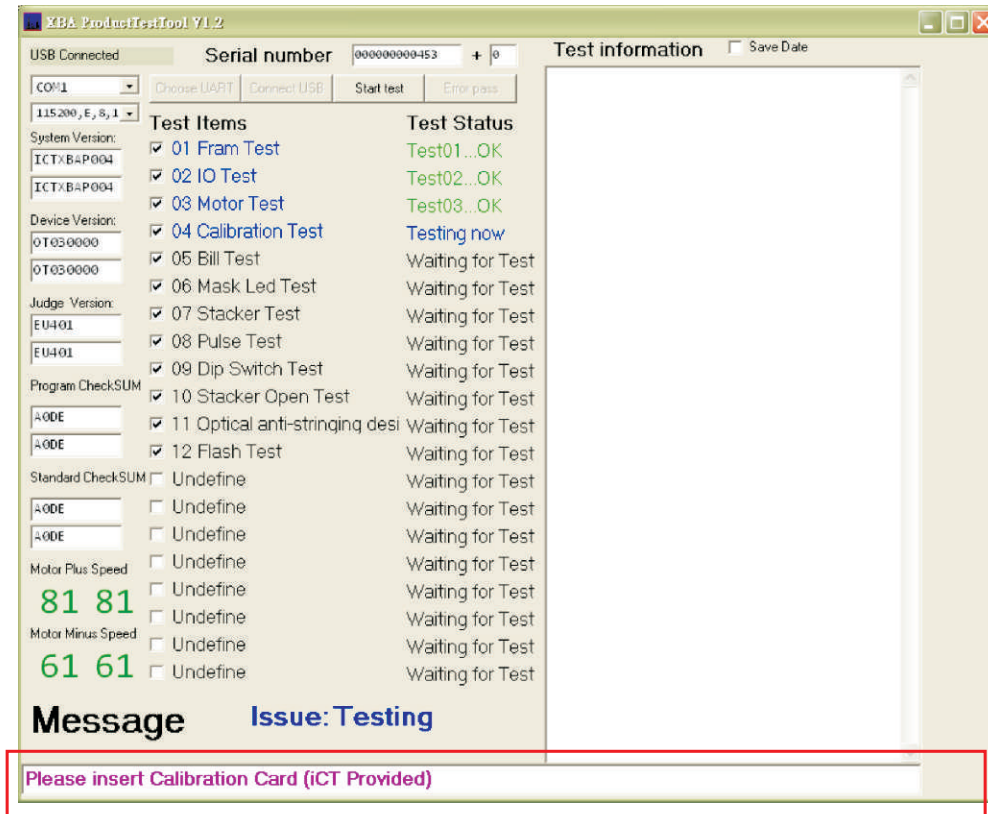 XBA ProductTestTool V1.2
USB Connected
Serial number 000000000453 + 0
Test information Save Date
COM1
Choose UART Connect USB Start test Error pass
115200,E,8,1
Test Items Test Status
System Version:
01 Fram Test Test01...OK
ICTXBAP004
02 IO Test Test02...OK
ICTXBAP004
03 Motor Test Test03...OK
Device Version:
04 Calibration Test Testing now
OT030000
05 Bill Test Waiting for Test
OT030000
06 Mask Led Test Waiting for Test
Judge Version:
07 Stacker Test Waiting for Test
EU401
08 Pulse Test Waiting for Test
EU401
09 Dip Switch Test Waiting for Test
Program CheckSUM
10 Stacker Open Test Waiting for Test
A0DE
11 Optical anti-stringing desi Waiting for Test
A0DE
12 Flash Test Waiting for Test
Standard CheckSUM
Undefine Waiting for Test
A0DE
Undefine Waiting for Test
A0DE
Undefine Waiting for Test
Motor Plus Speed
Undefine Waiting for Test
81 81
Undefine Waiting for Test
Undefine Waiting for Test
Motor Minus Speed
Undefine Waiting for Test
61 61
Undefine Waiting for Test
Message Issue:Testing
Please insert Calibration Card (iCT Provided)